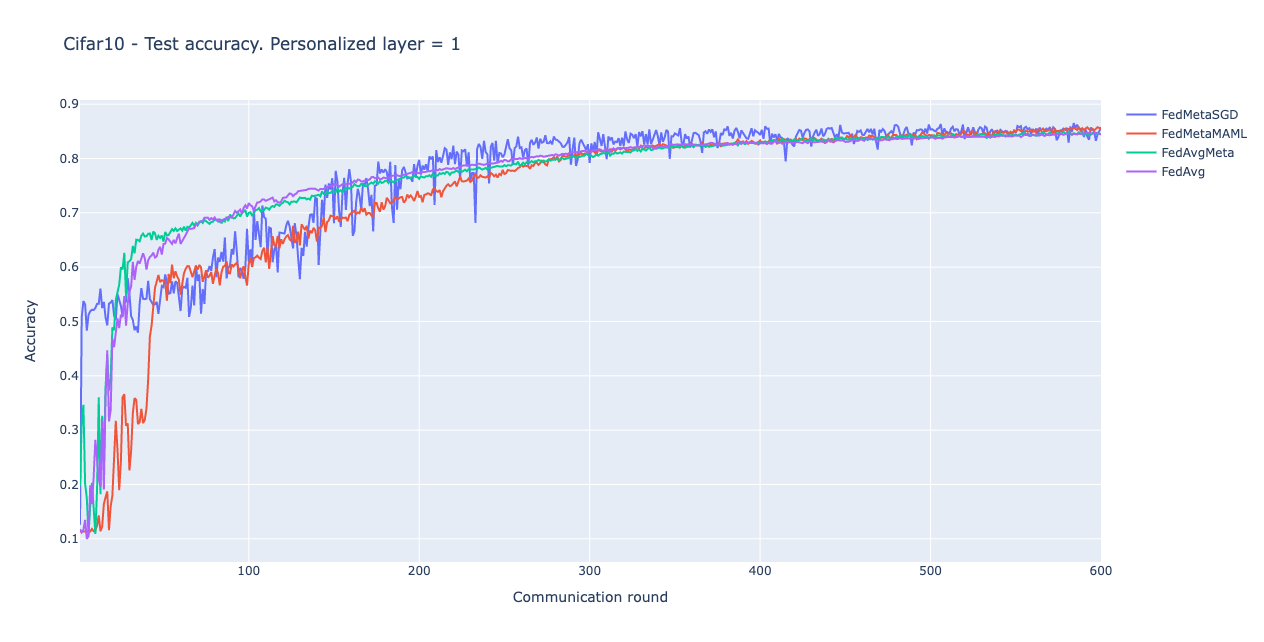 Cifar10 - Test accuracy. Personalized layer = 1
0.9
0.8
0.7
0.6
0.5
0.4
0.3
0.2
0.1
Accuracy
100
200
300
400
500
600
Communication round
FedMetaSGD
FedMetaMAML
FedAvgMeta
FedAvg